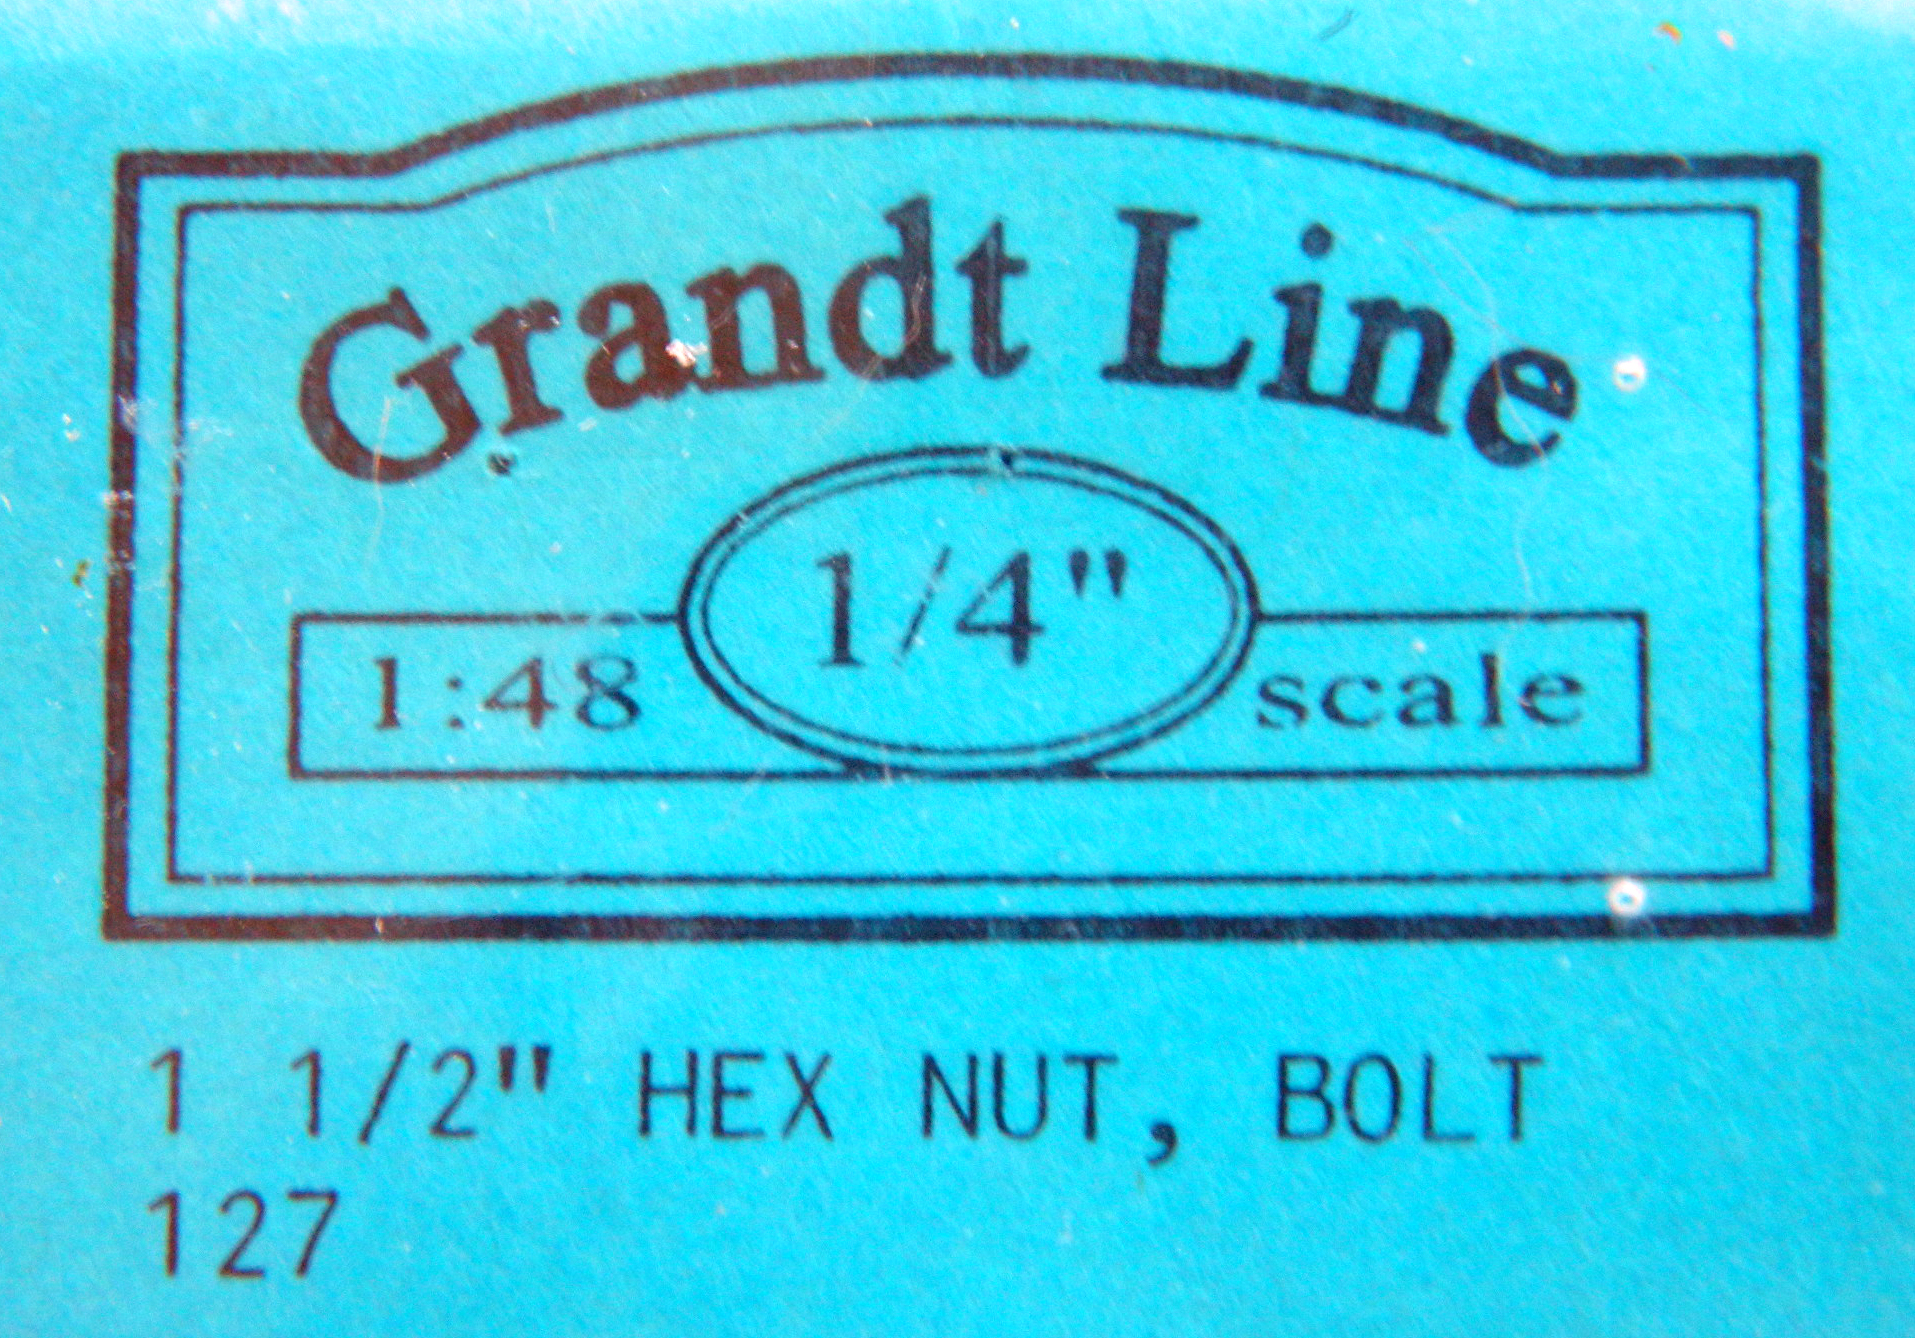 Grandt Line
1/4"
1:48 scale
1 1/2" HEX NUT, BOLT
127